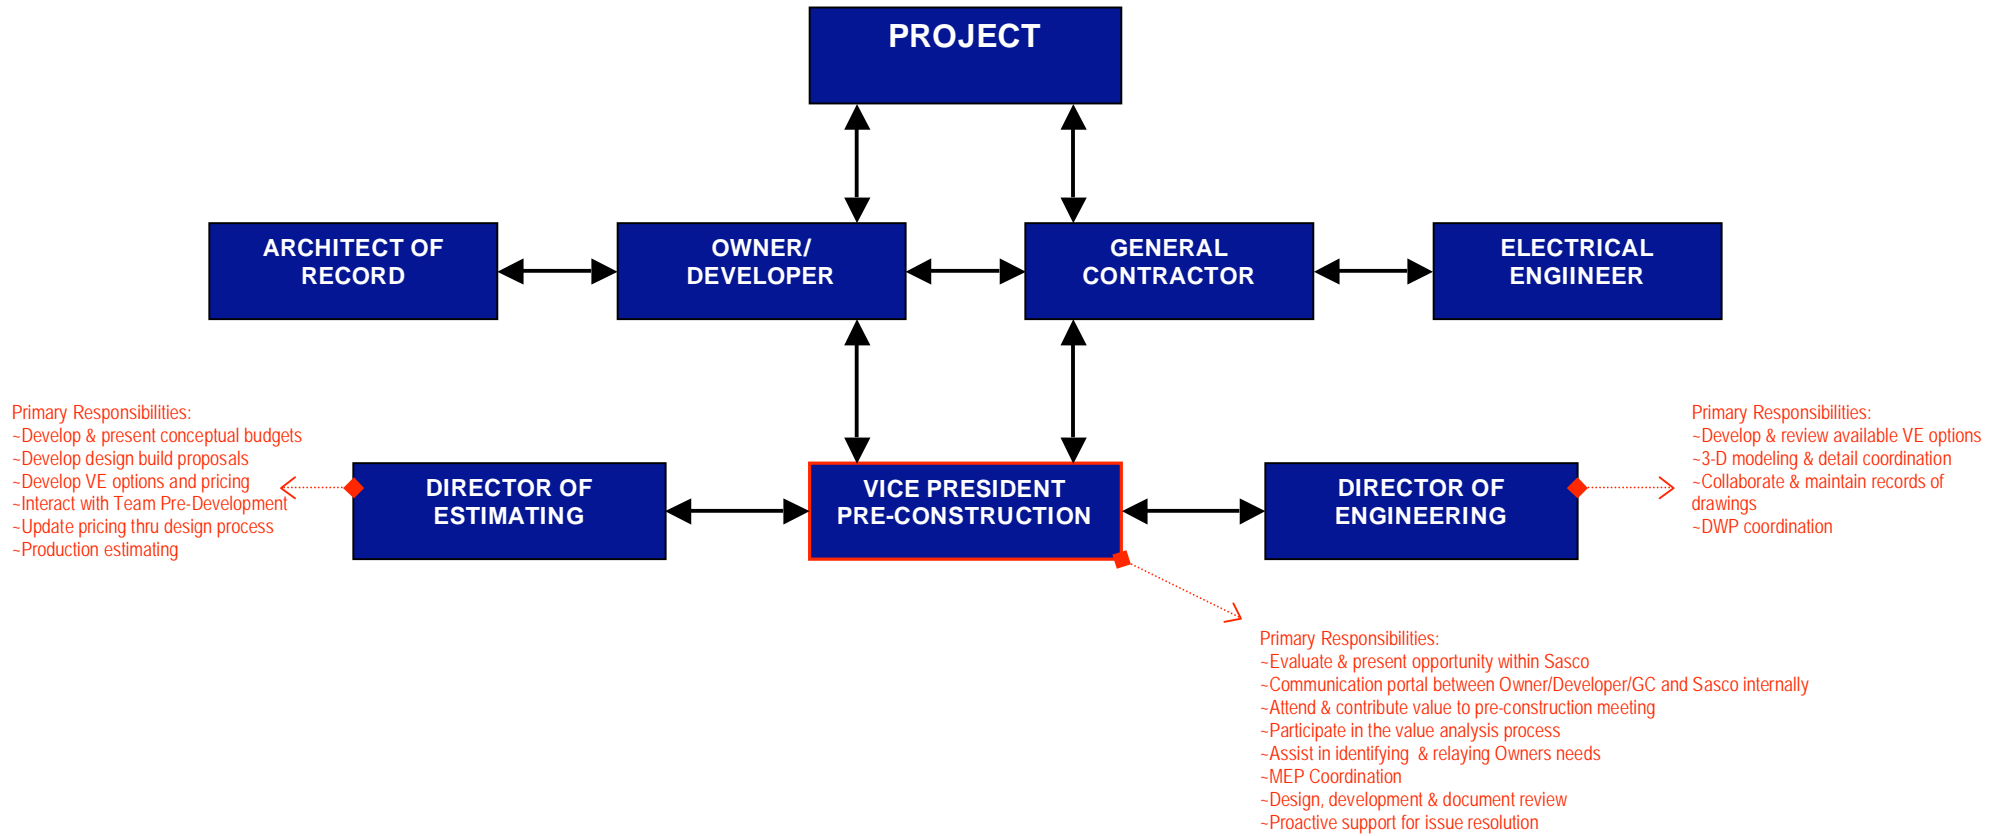 PROJECT
ARCHITECT OF
RECORD
OWNER/
DEVELOPER
GENERAL
CONTRACTOR
ELECTRICAL
ENGIINEER
Primary Responsibilities:
~Develop & present conceptual budgets
~Develop design build proposals
~Develop VE options and pricing
~Interact with Team Pre-Development
~Update pricing thru design process
~Production estimating
DIRECTOR OF
ESTIMATING
VICE PRESIDENT
PRE-CONSTRUCTION
DIRECTOR OF
ENGINEERING
Primary Responsibilities:
~Develop & review available VE options
~3-D modeling & detail coordination
~Collaborate & maintain records of
drawings
~DWP coordination
Primary Responsibilities:
~Evaluate & present opportunity within Sasco
~Communication portal between Owner/Developer/GC and Sasco internally
~Attend & contribute value to pre-construction meeting
~Participate in the value analysis process
~Assist in identifying & relaying Owners needs
~MEP Coordination
~Design, development & document review
~Proactive support for issue resolution